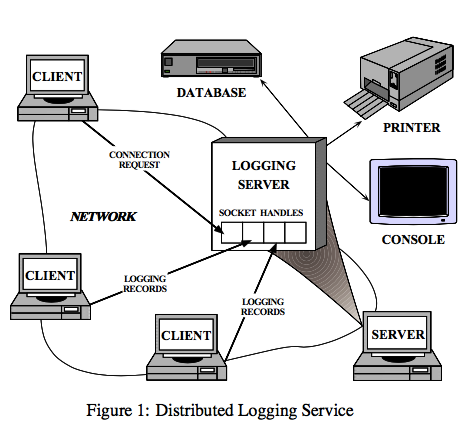 CLIENT
DATABASE
PRINTER
CONNECTION
REQUEST
LOGGING
SERVER
SOCKET HANDLES
NETWORK
CONSOLE
CLIENT
LOGGING
RECORDS
LOGGING
RECORDS
CLIENT
SERVER
Figure 1: Distributed Logging Service